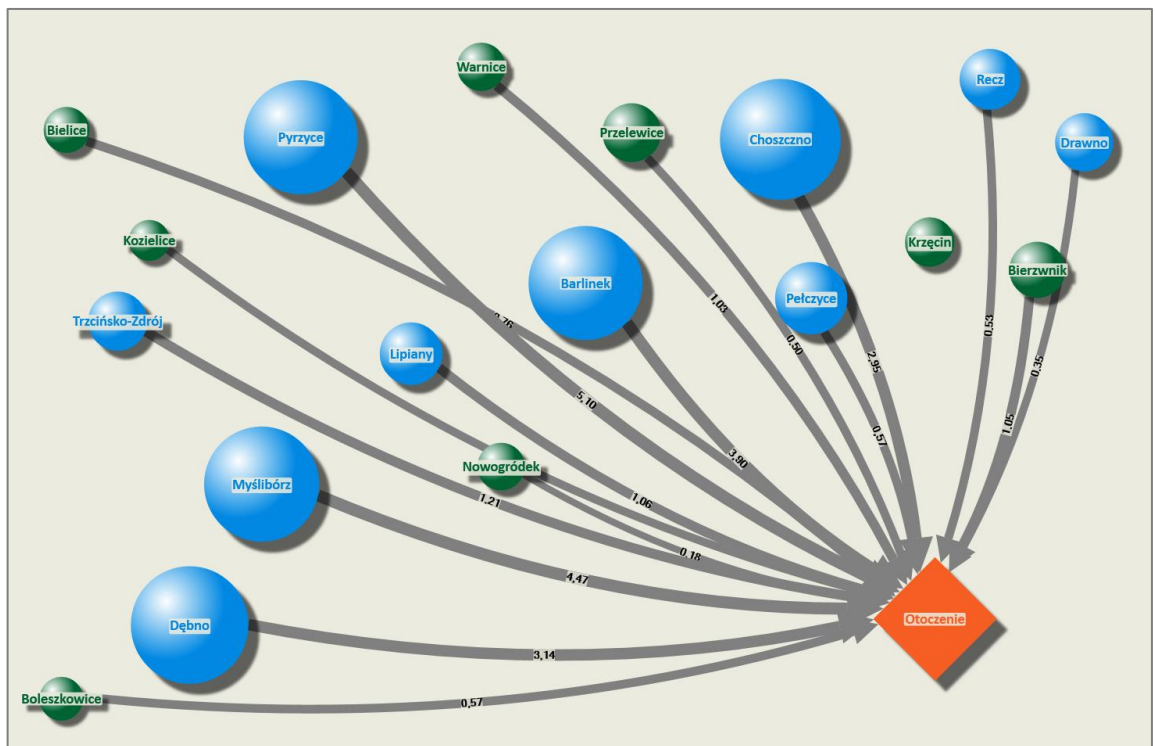 Warnice
Recz
Bielice
Pyrzyce
Przelewice
Choszczno
Drawno
Kozielice
Krzęcin
Bierzwnik
Barlinek
Pełczyce
1,03
Trzcińsko-Zdrój
0,76
0,53
0,50
Lipiany
2,95
0,35
5,10
1,05
0,57
3,90
Nowogródek
Myślibórz
1,21
1,06
0,18
4,47
Otoczenie
Dębno
3,14
Boleszkowice
0,57